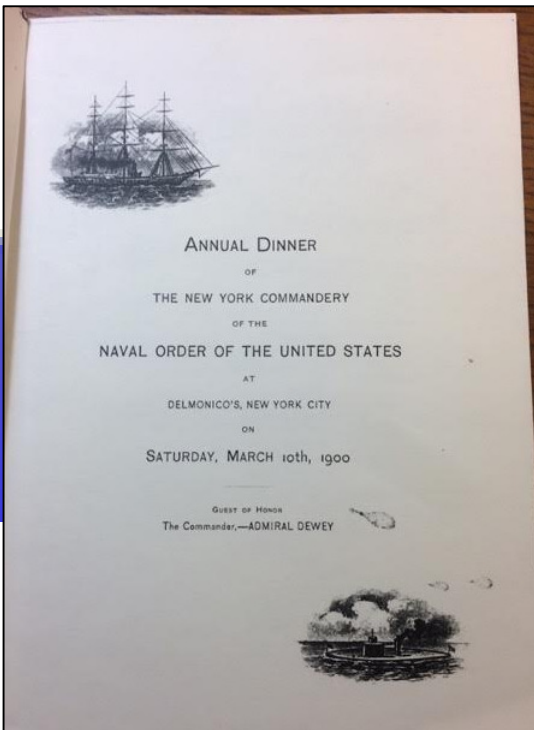 ANNUAL DINNER
OF
THE NEW YORK COMMANDERY
OF THE
NAVAL ORDER OF THE UNITED STATES
AT
DELMONICO'S, NEW YORK CITY
ON
SATURDAY, MARCH 10th, 1900
GUEST OF HONOR
The Commander,—ADMIRAL DEWEY